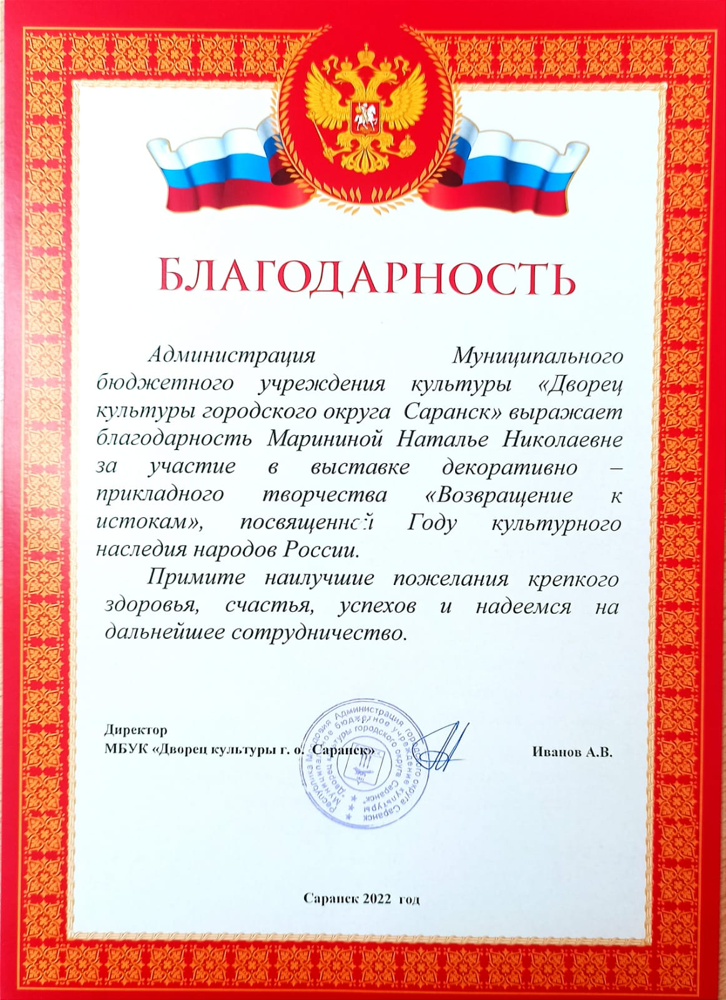 БЛАГОДАРНОСТЬ
Администрация Муниципального
бюджетного учреждения культуры «Дворец
культуры городского округа Саранск» выражает
благодарность Марининой Наталье Николаевне
за участие в выставке декоративно –
прикладного творчества «Возвращение к
истокам», посвященной Году культурного
наследия народов России.
Примите наилучшие пожелания крепкого
здоровья, счастья, успехов и надеемся на
дальнейшее сотрудничество.
Директор
МБУК «Дворец культуры г. о. Саранск»
Иванов А.В.
Республика Мордовия Администрация городского округа Саранск
Муниципальное бюджетное учреждение культуры
"Дворец культуры городского округа Саранск"
Саранск 2022 год